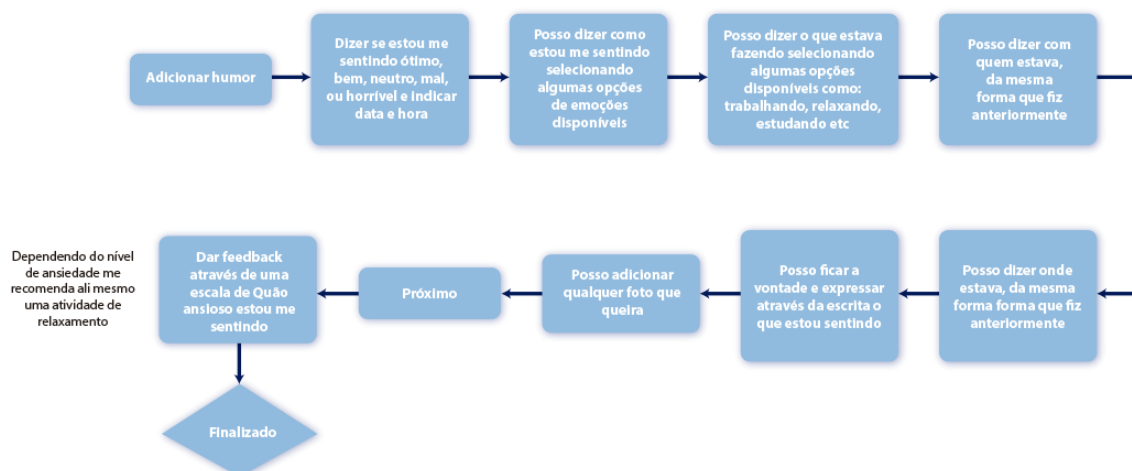 Adicionar humor
Dizer se estou me
sentindo ótimo,
bem, neutro, mal,
ou horrível e indicar
data e hora
Posso dizer como
estou me sentindo
selecionando
algumas opções
de emoções
disponíveis
Posso dizer o que estava
fazendo selecionando
algumas opções
disponíveis como:
trabalhando, relaxando,
estudando etc
Posso dizer com
quem estava,
da mesma
forma que fiz
anteriormente
Posso dizer onde
estava, da mesma
forma forma que fiz
anteriormente
Posso ficar a
vontade e expressar
através da escrita o
que estou sentindo
Posso adicionar
qualquer foto que
queira
Próximo
Dar feedback
através de uma
escala de Quão
ansioso estou me
sentindo
Dependendo do nível
de ansiedade me
recomenda ali mesmo
uma atividade de
relaxamento
Finalizado